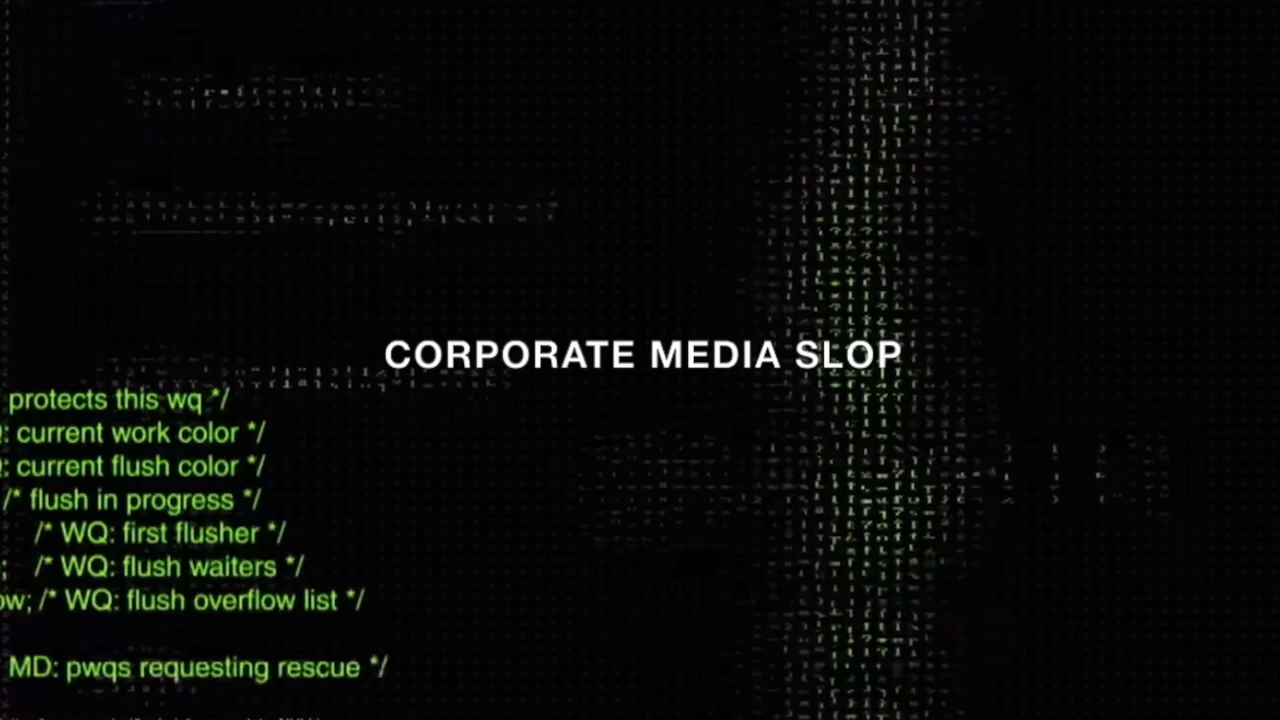 CORPORATE MEDIA SLOP
protects this wq */
: current work color */
: current flush color */
/* flush in progress */
/* WQ: first flusher */
; /* WQ: flush waiters */
ow; /* WQ: flush overflow list */
MD: pwqs requesting rescue */